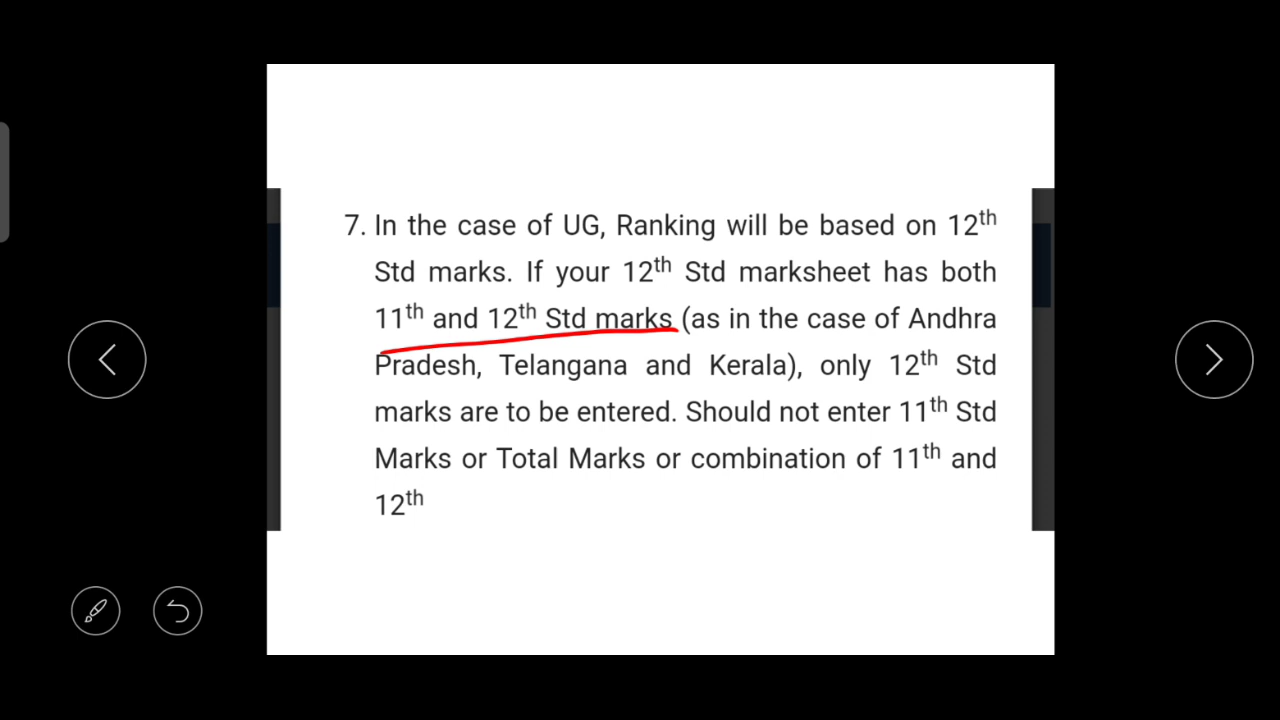 7. In the case of UG, Ranking will be based on 12th
Std marks. If your 12th Std marksheet has both
11th and 12th Std marks (as in the case of Andhra
Pradesh, Telangana and Kerala), only 12th Std
marks are to be entered. Should not enter 11th Std
Marks or Total Marks or combination of 11th and
12th